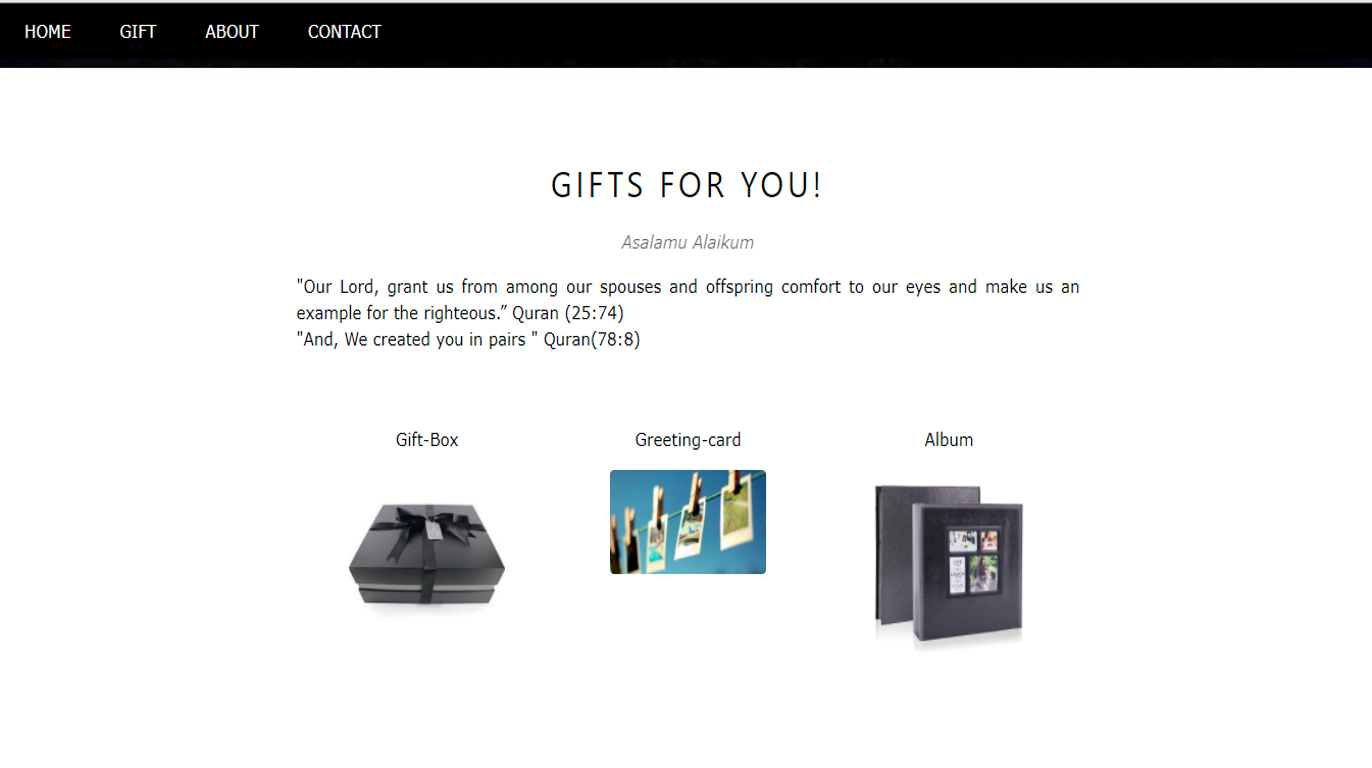 HOME GIFT ABOUT CONTACT
GIFTS FOR YOU!
Asalamu Alaikum
"Our Lord, grant us from among our spouses and offspring comfort to our eyes and make us an
example for the righteous.” Quran (25:74)
"And, We created you in pairs " Quran(78:8)
Gift-Box Greeting-card Album